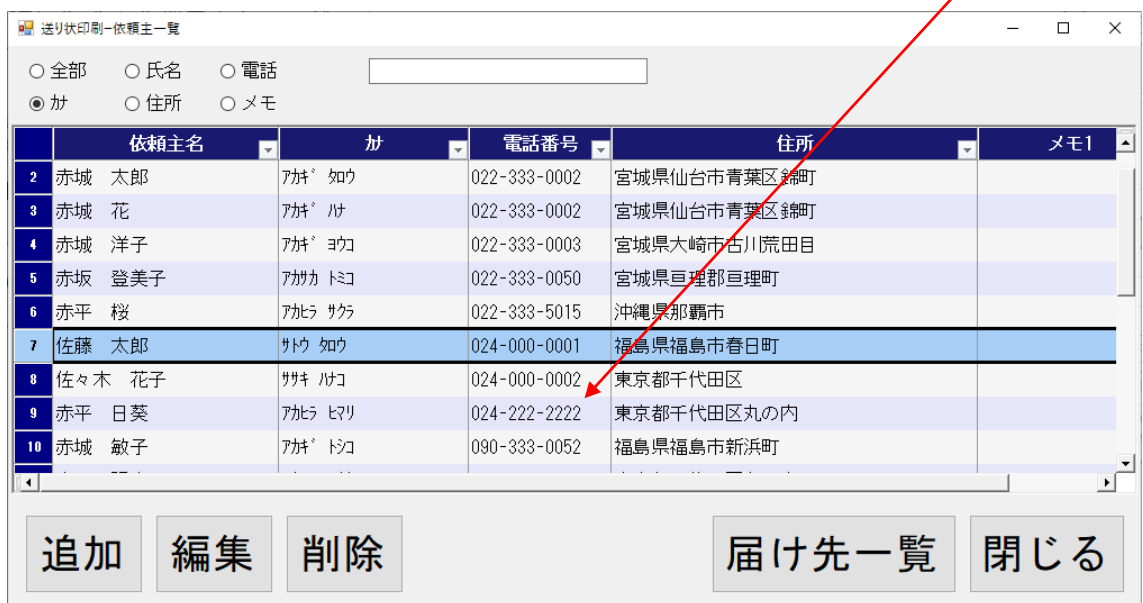 送り状印刷-依頼主一覧
全部 氏名 電話
ｶﾅ 住所 メモ
依頼主名 ｶﾅ 電話番号 住所 メモ1
2 赤城 太郎 ｱｶｷﾞ ﾀﾛｳ 022-333-0002 宮城県仙台市青葉区錦町
3 赤城 花 ｱｶｷﾞ ﾊﾅ 022-333-0002 宮城県仙台市青葉区錦町
4 赤城 洋子 ｱｶｷﾞ ﾖｳｺ 022-333-0003 宮城県大崎市古川荒田目
5 赤坂 登美子 ｱｶｻｶ ﾄﾐｺ 022-333-0050 宮城県亘理郡亘理町
6 赤平 桜 ｱｶﾋﾗ ｻｸﾗ 022-333-5015 沖縄県那覇市
7 佐藤 太郎 ｻﾄｳ ﾀﾛｳ 024-000-0001 福島県福島市春日町
8 佐々木 花子 ｻｻｷ ﾊﾅｺ 024-000-0002 東京都千代田区
9 赤平 日葵 ｱｶﾋﾗ ﾋﾏﾘ 024-222-2222 東京都千代田区丸の内
10 赤城 敏子 ｱｶｷﾞ ﾄｼｺ 090-333-0052 福島県福島市新浜町
追加 編集 削除 届け先一覧 閉じる